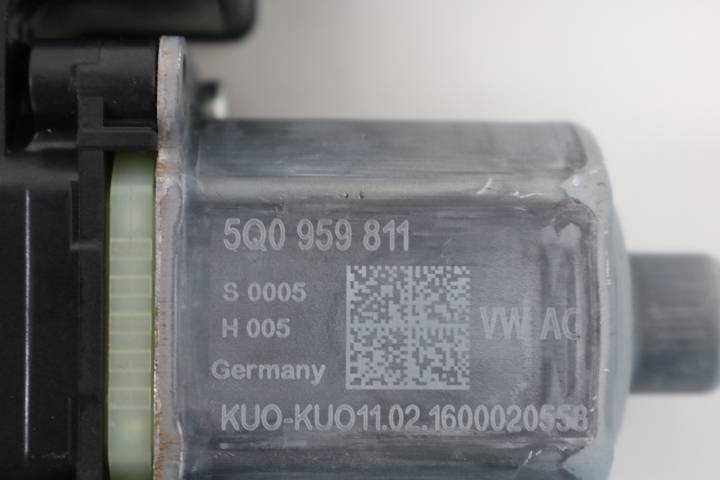 5Q0 959 811
S 0005
H 005
VW AG
Germany
KUO-KUO11.02.1600020558